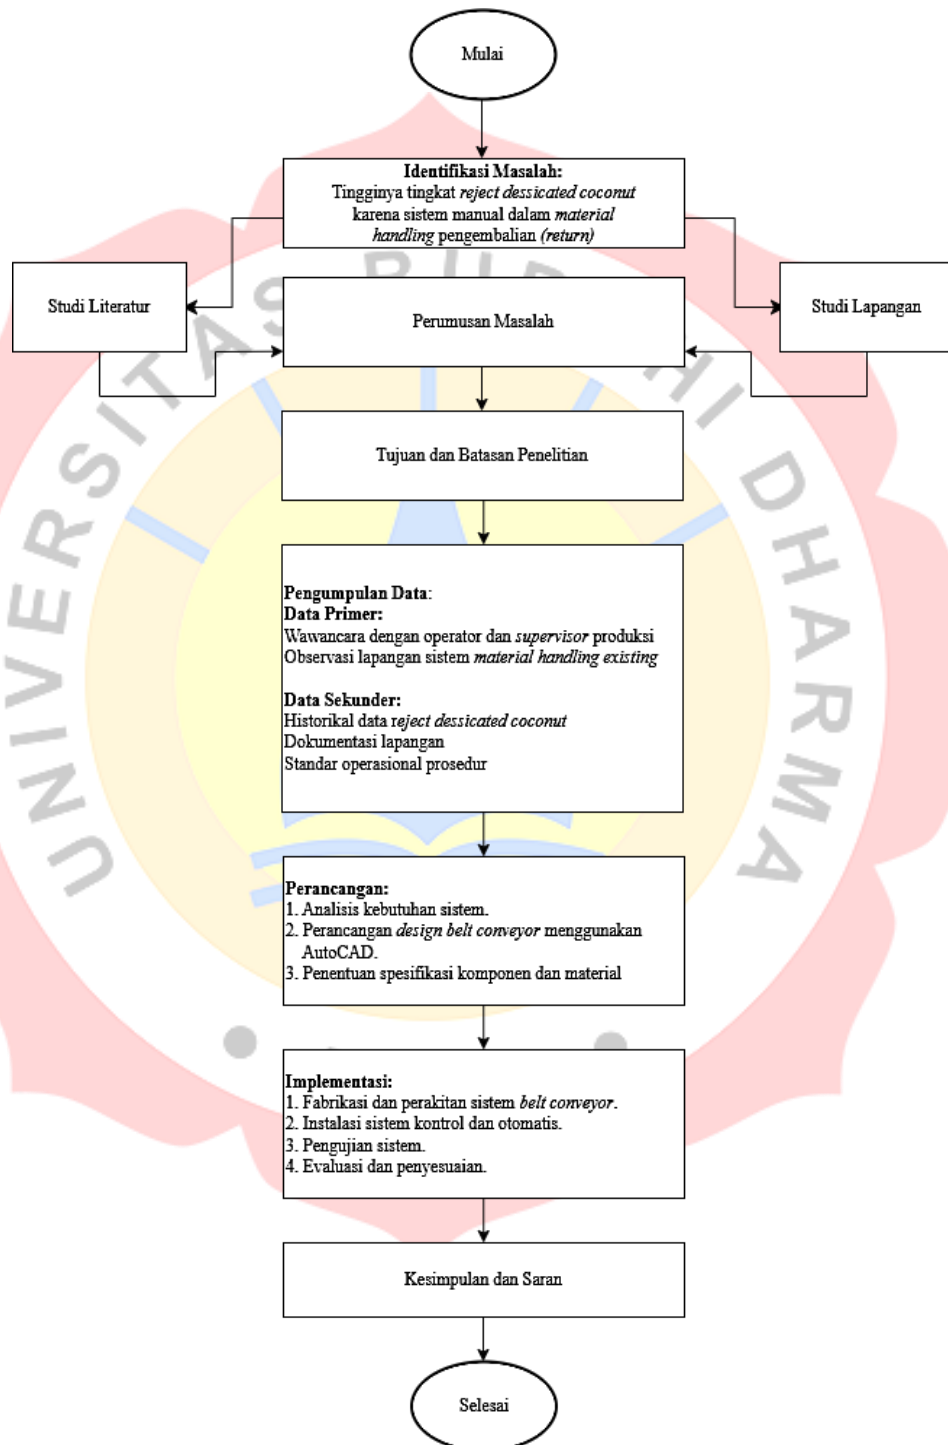 Mulai
Identifikasi Masalah:
Tingginya tingkat reject dessicated coconut
karena sistem manual dalam material
handling pengembalian (return)
Studi Literatur
Perumusan Masalah
Studi Lapangan
Tujuan dan Batasan Penelitian
Pengumpulan Data:
Data Primer:
Wawancara dengan operator dan supervisor produksi
Observasi lapangan sistem material handling existing
Data Sekunder:
Historikal data reject dessicated coconut
Dokumentasi lapangan
Standar operasional prosedur
Perancangan:
1. Analisis kebutuhan sistem.
2. Perancangan design belt conveyor menggunakan
AutoCAD.
3. Penentuan spesifikasi komponen dan material
Implementasi:
1. Fabrikasi dan perakitan sistem belt conveyor.
2. Instalasi sistem kontrol dan otomatis.
3. Pengujian sistem.
4. Evaluasi dan penyesuaian.
Kesimpulan dan Saran
Selesai
UNIVERSITAS BUDDHI DHARMA